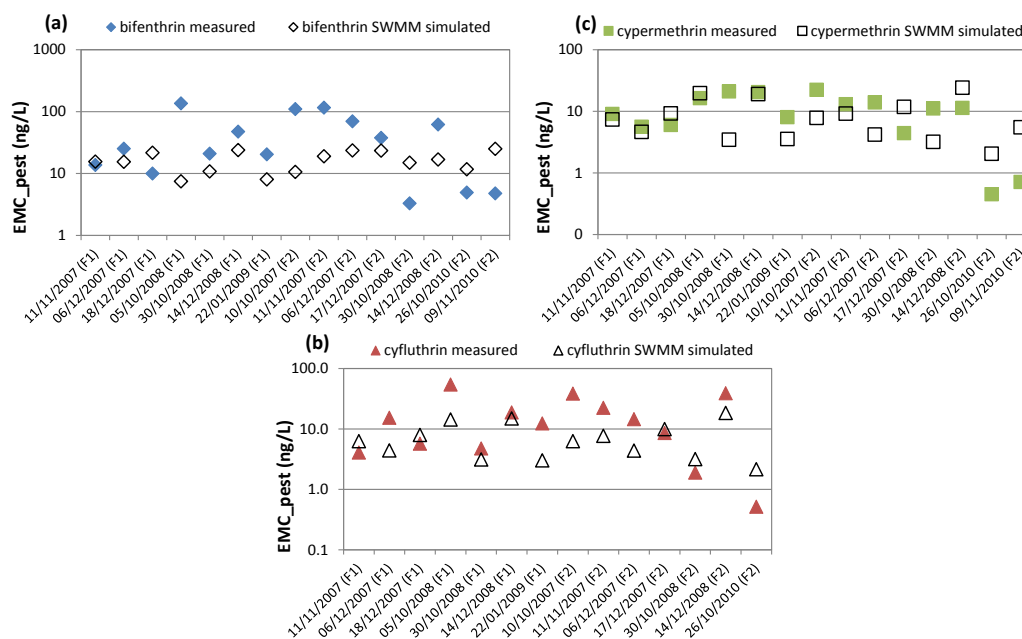 (a)
bifenthrin measured bifenthrin SWMM simulated
EMC_pest (ng/L)
1000
100
10
1
11/11/2007 (F1)
06/12/2007 (F1)
18/12/2007 (F1)
05/10/2008 (F1)
30/10/2008 (F1)
14/12/2008 (F1)
22/01/2009 (F1)
10/10/2007 (F2)
11/11/2007 (F2)
06/12/2007 (F2)
17/12/2007 (F2)
30/10/2008 (F2)
14/12/2008 (F2)
26/10/2010 (F2)
09/11/2010 (F2)
(c)
cypermethrin measured cypermethrin SWMM simulated
EMC_pest (ng/L)
100
10
1
0
11/11/2007 (F1)
06/12/2007 (F1)
18/12/2007 (F1)
05/10/2008 (F1)
30/10/2008 (F1)
14/12/2008 (F1)
22/01/2009 (F1)
10/10/2007 (F2)
11/11/2007 (F2)
06/12/2007 (F2)
17/12/2007 (F2)
30/10/2008 (F2)
14/12/2008 (F2)
26/10/2010 (F2)
09/11/2010 (F2)
(b)
cyfluthrin measured cyfluthrin SWMM simulated
EMC_pest (ng/L)
100.0
10.0
1.0
0.1
11/11/2007 (F1)
06/12/2007 (F1)
18/12/2007 (F1)
05/10/2008 (F1)
30/10/2008 (F1)
14/12/2008 (F1)
22/01/2009 (F1)
10/10/2007 (F2)
11/11/2007 (F2)
06/12/2007 (F2)
17/12/2007 (F2)
30/10/2008 (F2)
14/12/2008 (F2)
26/10/2010 (F2)